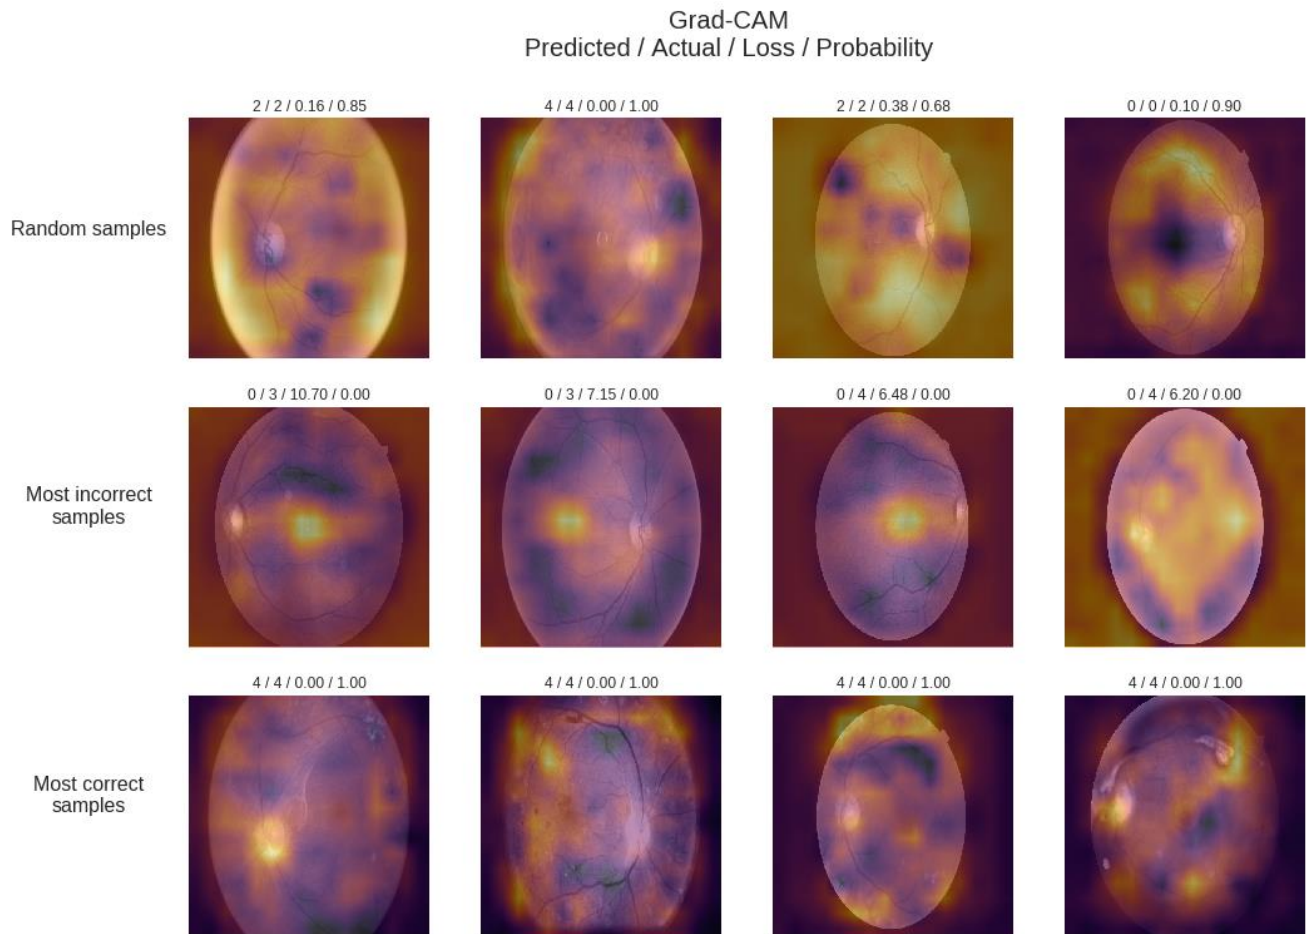 Grad-CAM
Predicted / Actual / Loss / Probability
2 / 2 / 0.16 / 0.85
4 / 4 / 0.00 / 1.00
2 / 2 / 0.38 / 0.68
0 / 0 / 0.10 / 0.90
Random samples
0 / 3 / 10.70 / 0.00
0 / 3 / 7.15 / 0.00
0 / 4 / 6.48 / 0.00
0 / 4 / 6.20 / 0.00
Most incorrect
samples
4 / 4 / 0.00 / 1.00
4 / 4 / 0.00 / 1.00
4 / 4 / 0.00 / 1.00
4 / 4 / 0.00 / 1.00
Most correct
samples